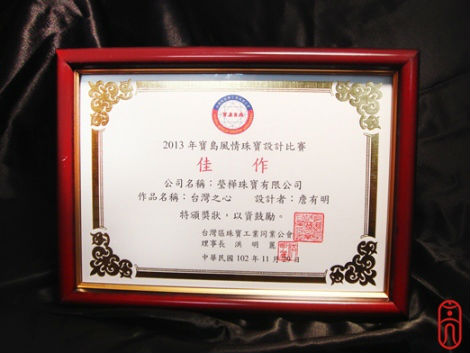 2013 年寶島風情珠寶設計比賽
佳 作
公司名稱：瑩樺珠寶有限公司
作品名稱：台灣之心 設計者：詹有明
特頒獎狀，以資鼓勵。
台灣區珠寶工業同業公會
理事長 洪明麗
中華民國 102 年 11 月 30 日